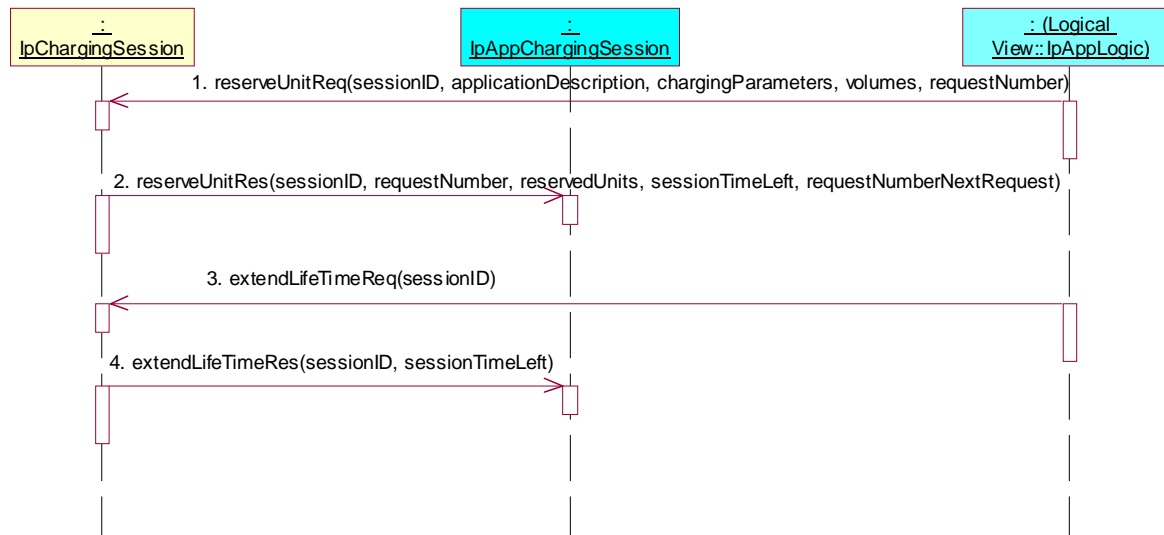 :
IpChargingSession
:
IpAppChargingSession
: (Logical
View::IpAppLogic)
1. reserveUnitReq(sessionID, applicationDescription, chargingParameters, volumes, requestNumber)
2. reserveUnitRes(sessionID, requestNumber, reservedUnits, sessionTimeLeft, requestNumberNextRequest)
3. extendLifeTimeReq(sessionID)
4. extendLifeTimeRes(sessionID, sessionTimeLeft)